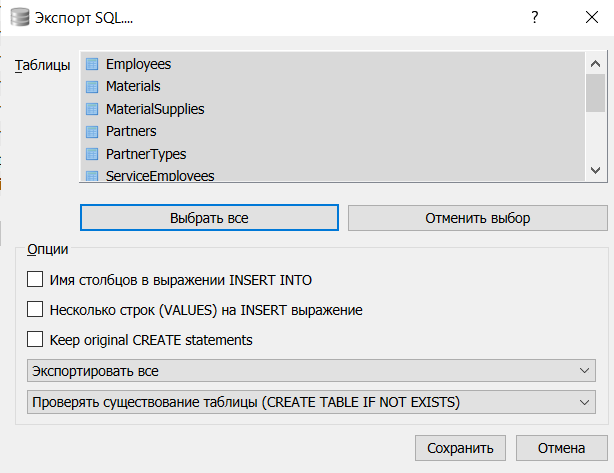 Экспорт SQL....
?
Таблицы
Employees
Materials
MaterialSupplies
Partners
PartnerTypes
ServiceEmployees
Выбрать все
Отменить выбор
Опции
Имя столбцов в выражении INSERT INTO
Несколько строк (VALUES) на INSERT выражение
Keep original CREATE statements
Экспортировать все
Проверять существование таблицы (CREATE TABLE IF NOT EXISTS)
Сохранить
Отмена